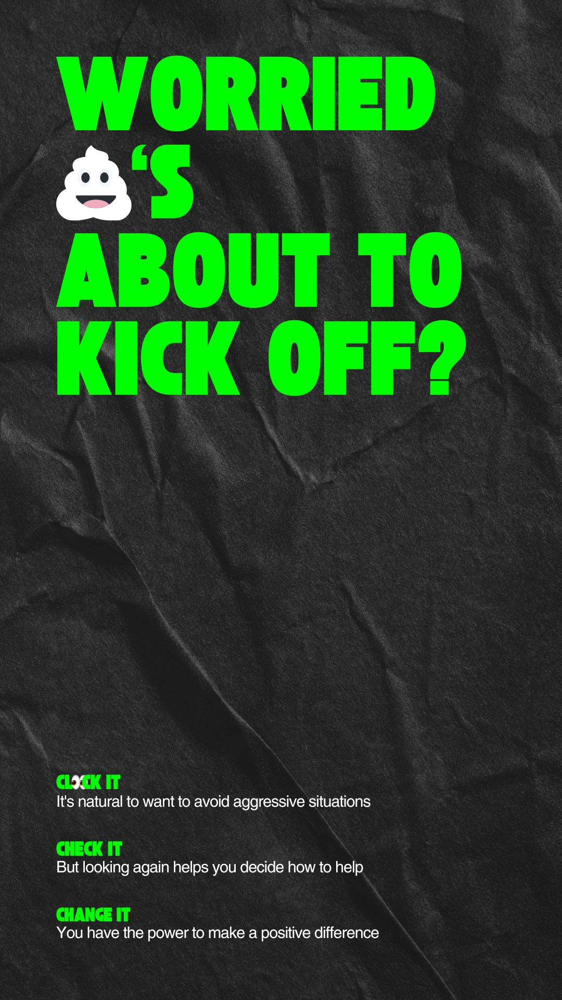 WORRIED
💩‘S
ABOUT TO
KICK OFF?
CL👀CK IT
It's natural to want to avoid aggressive situations
CHECK IT
But looking again helps you decide how to help
CHANGE IT
You have the power to make a positive difference